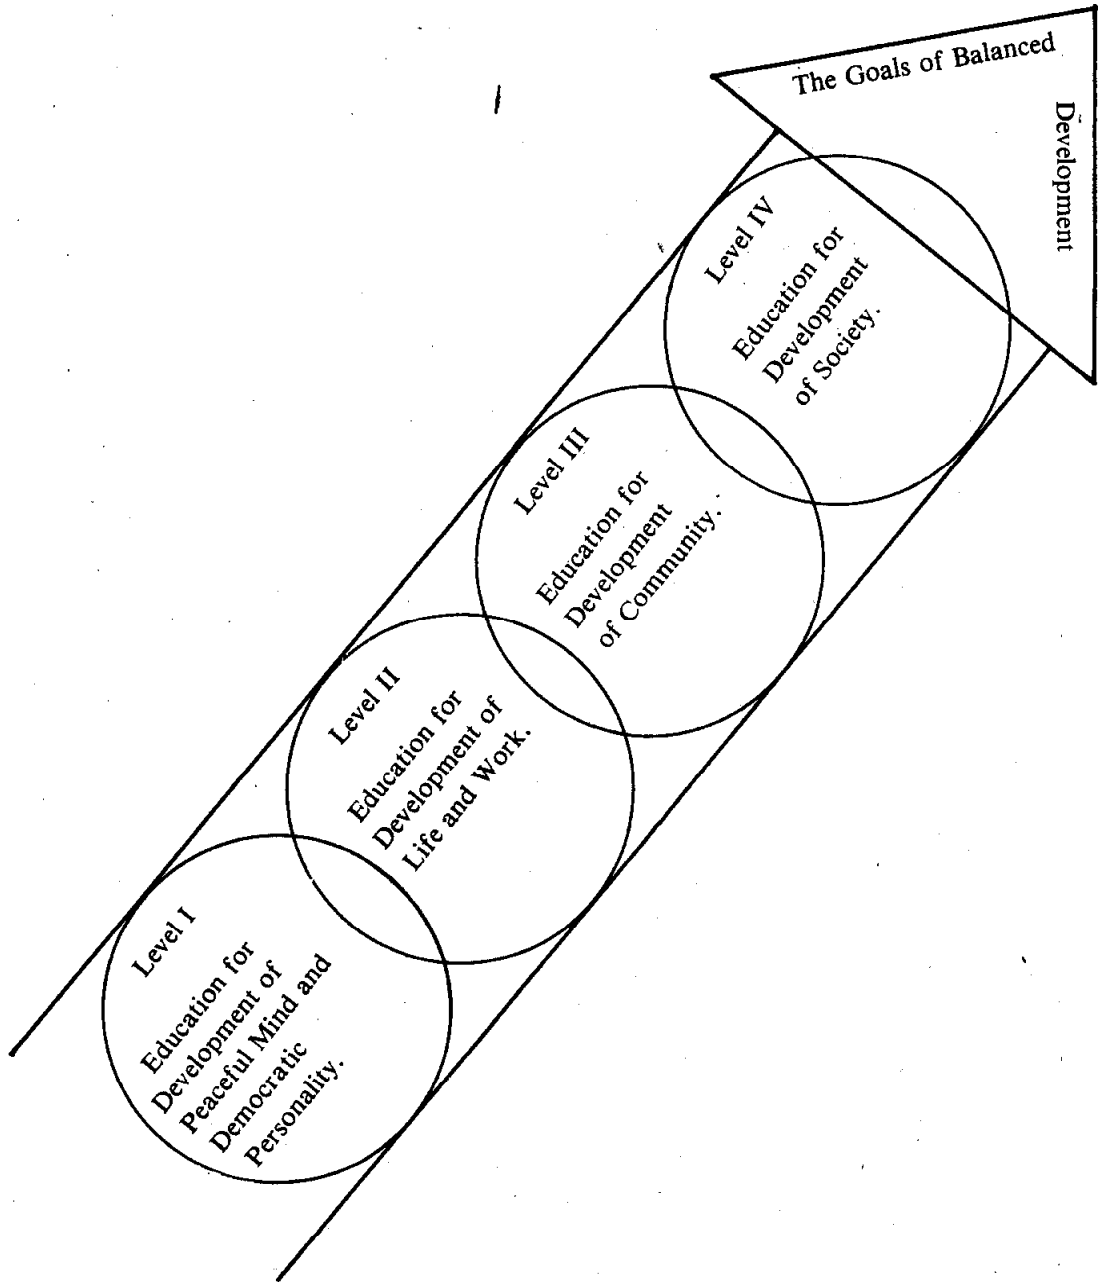 The Goals of Balanced
Development
Level IV
Education for
Development
of Society.
Level III
Education for
Development
of Community.
Level II
Education for
Development of
Life and Work.
Level I
Education for
Development of
Peaceful Mind and
Democratic
Personality.